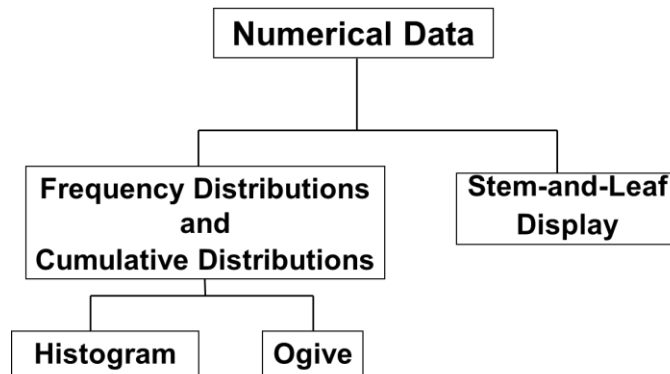 Numerical Data
Frequency Distributions
and
Cumulative Distributions
Stem-and-Leaf
Display
Histogram
Ogive